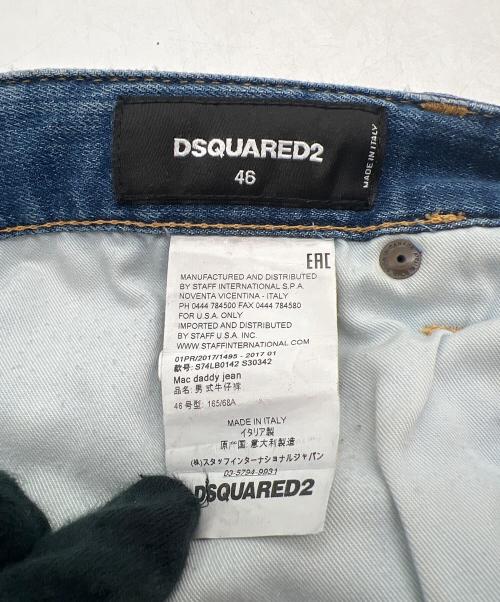 DSQUARED2
46
MADE IN ITALY
EAC
MANUFACTURED AND DISTRIBUTED
BY STAFF INTERNATIONAL S.P.A.
NOVENTA VICENTINA - ITALY
PH 0444 784500 FAX 0444 784580
FOR U.S.A. ONLY
IMPORTED AND DISTRIBUTED
BY STAFF U.S.A. INC.
WWW.STAFFINTERNATIONAL.COM
01PR/2017/1495 - 2017 01
款号: S74LB0142 S30342
Mac daddy jean
品名: 男式牛仔裤
46 号型: 165/68A
MADE IN ITALY
イタリア製
原产国: 意大利製造
(株)スタッフインターナショナルジャパン
03-5794-9931
DSQUARED2